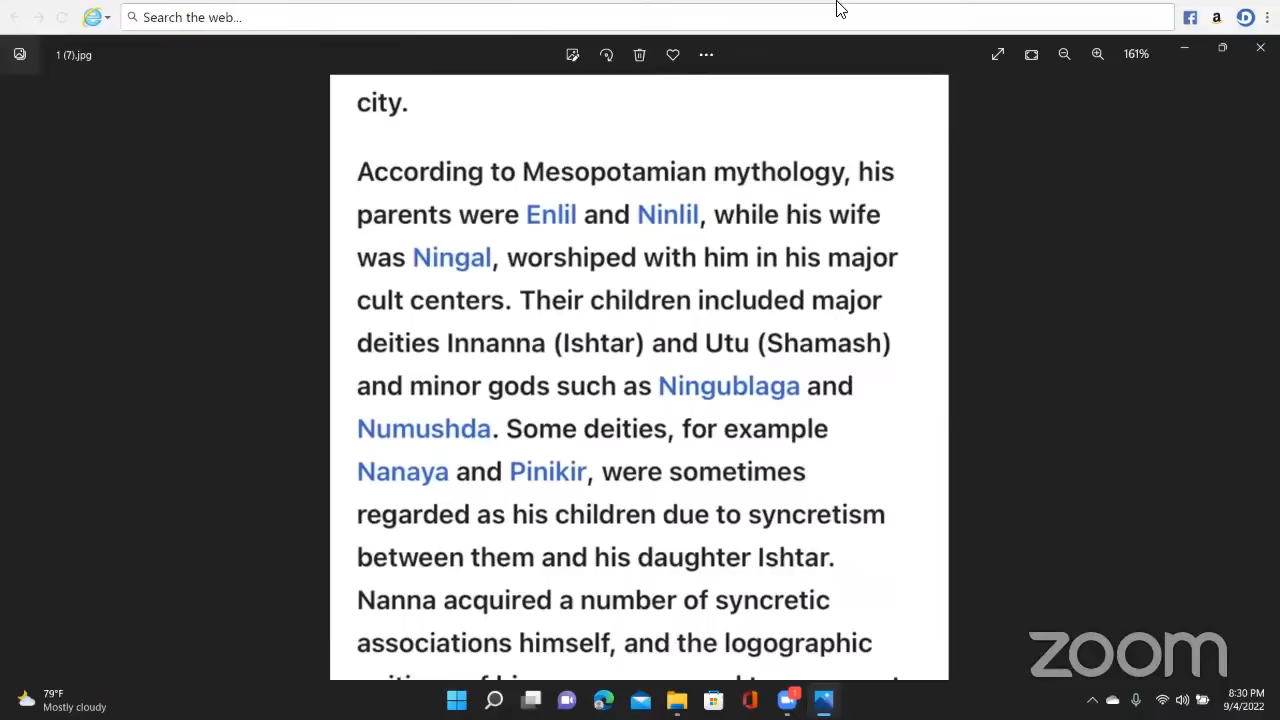 Search the web...
1 (7).jpg
161%
city.
According to Mesopotamian mythology, his
parents were Enlil and Ninlil, while his wife
was Ningal, worshiped with him in his major
cult centers. Their children included major
deities Innanna (Ishtar) and Utu (Shamash)
and minor gods such as Ningublaga and
Numushda. Some deities, for example
Nanaya and Pinikir, were sometimes
regarded as his children due to syncretism
between them and his daughter Ishtar.
Nanna acquired a number of syncretic
associations himself, and the logographic
zoom
79°F
Mostly cloudy
8:30 PM
9/4/2022